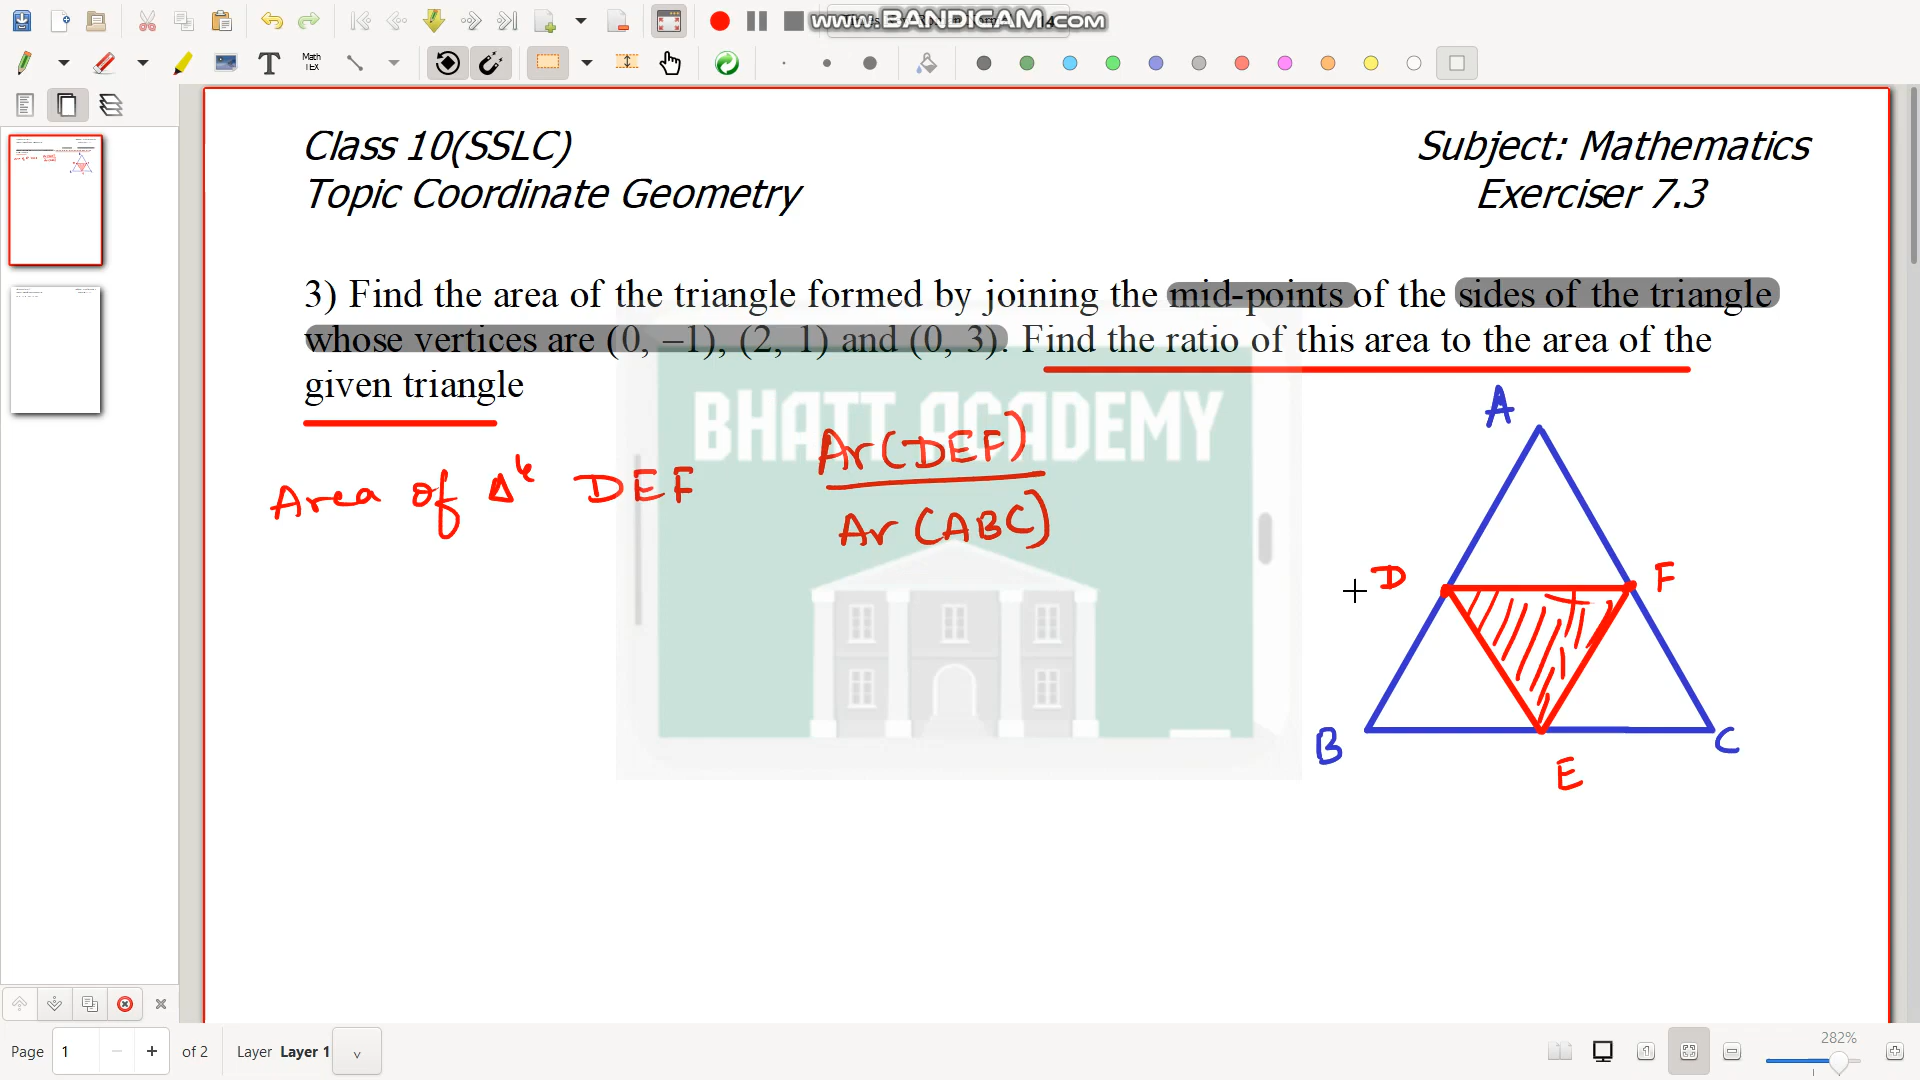 www.BANDICAM.com
Math
TEX
Class 10(SSLC)
Subject: Mathematics
Topic Coordinate Geometry
Exerciser 7.3
3) Find the area of the triangle formed by joining the mid-points of the sides of the triangle
whose vertices are (0, –1), (2, 1) and (0, 3). Find the ratio of this area to the area of the
given triangle
BHATT ACADEMY
Area of Δle DEF
Ar(DEF)
Ar (ABC)
A
D
F
B
C
E
Page 1 of 2 Layer Layer 1
282%